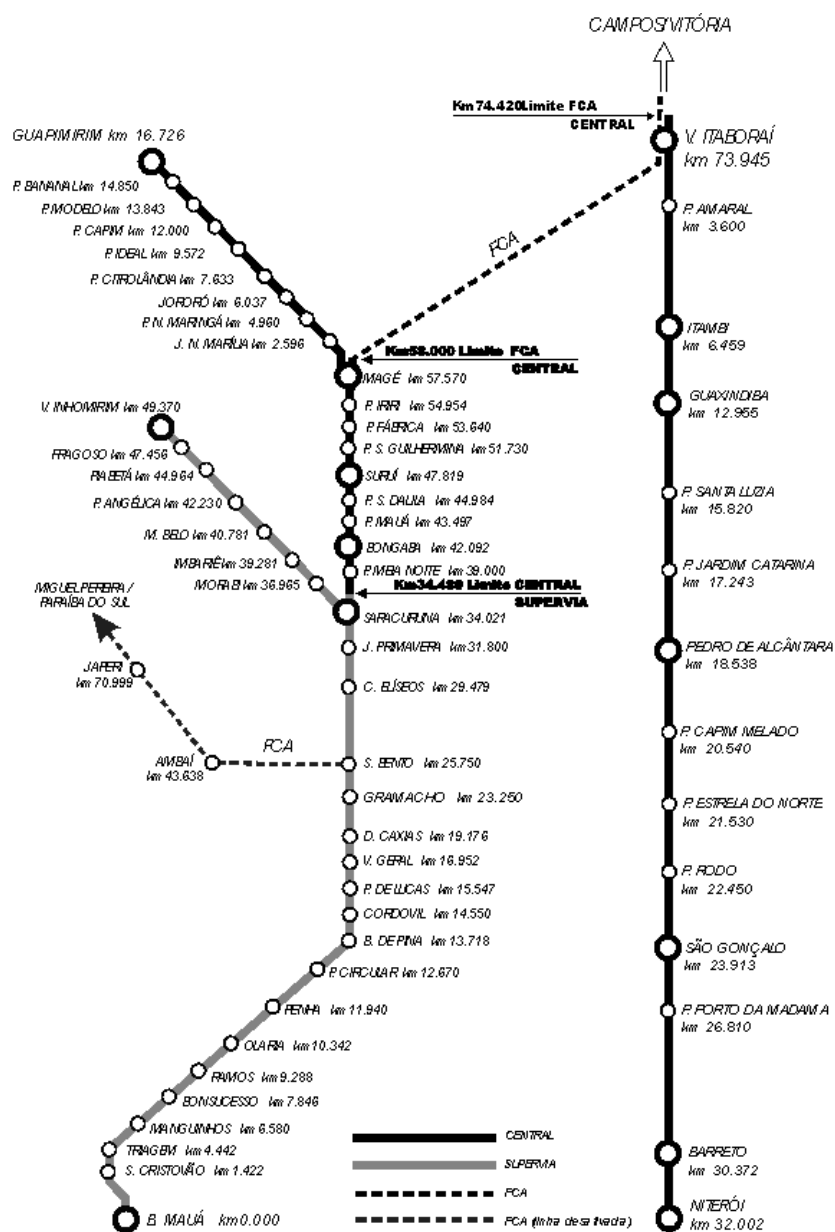 CAMPOS/VITÓRIA
Km 74.420 Limite FCA
CENTRAL
V. ITABORAÍ
km 73.945
GUAPIMIRIM km 16.726
P. BANANAL km 14.850
P. MODELO km 13.843
P. CAPIM km 12.000
P. IDEAL km 9.572
P. CITROLÂNDIA km 7.633
JORORÓ km 6.037
P. N. MARINGÁ km 4.960
J. N. MARÍLIA km 2.596
FCA
Km 58.000 Limite FCA
CENTRAL
MAGÉ km 57.570
P. IRIRI km 54.954
P. FÁBRICA km 53.640
P. S. GUILHERMINA km 51.730
SURUÍ km 47.819
P. S. DALILA km 44.984
P. MAUÁ km 43.497
BONGABA km 42.092
P. IMBA NOITE km 39.000
Km 34.489 Limite CENTRAL
SUPERVIA
SARACURUNA km 34.021
V. INHOMIRIM km 49.370
FRAGOSO km 47.456
PIABETÁ km 44.964
P. ANGÉLICA km 42.230
M. BELO km 40.781
IMBARIÊ km 39.281
MORABI km 36.965
MIGUEL PEREIRA /
PARAÍBA DO SUL
JAPERI
km 70.999
AMBAÍ
km 43.638
FCA
J. PRIMAVERA km 31.800
C. ELÍSEOS km 29.479
S. BENTO km 25.750
GRAMACHO km 23.250
D. CAXIAS km 19.176
V. GERAL km 16.952
P. DE LUCAS km 15.547
CORDOVIL km 14.550
B. DE PINA km 13.718
P. CIRCULAR km 12.670
PENHA km 11.940
OLARIA km 10.342
RAMOS km 9.288
BONSUCESSO km 7.846
MANGUINHOS km 6.580
TRIAGEM km 4.442
S. CRISTOVÃO km 1.422
B. MAUÁ km 0.000
P. AMARAL
km 3.600
ITAMBI
km 6.459
GUAXINDIBA
km 12.955
P. SANTA LUZIA
km 15.820
P. JARDIM CATARINA
km 17.243
PEDRO DE ALCÂNTARA
km 18.538
P. CAPIM MELADO
km 20.540
P. ESTRELA DO NORTE
km 21.530
P. RODO
km 22.450
SÃO GONÇALO
km 23.913
P. PORTO DA MADAMA
km 26.810
BARRETO
km 30.372
NITERÓI
km 32.002
CENTRAL
SUPERVIA
FCA
FCA (linha desativada)